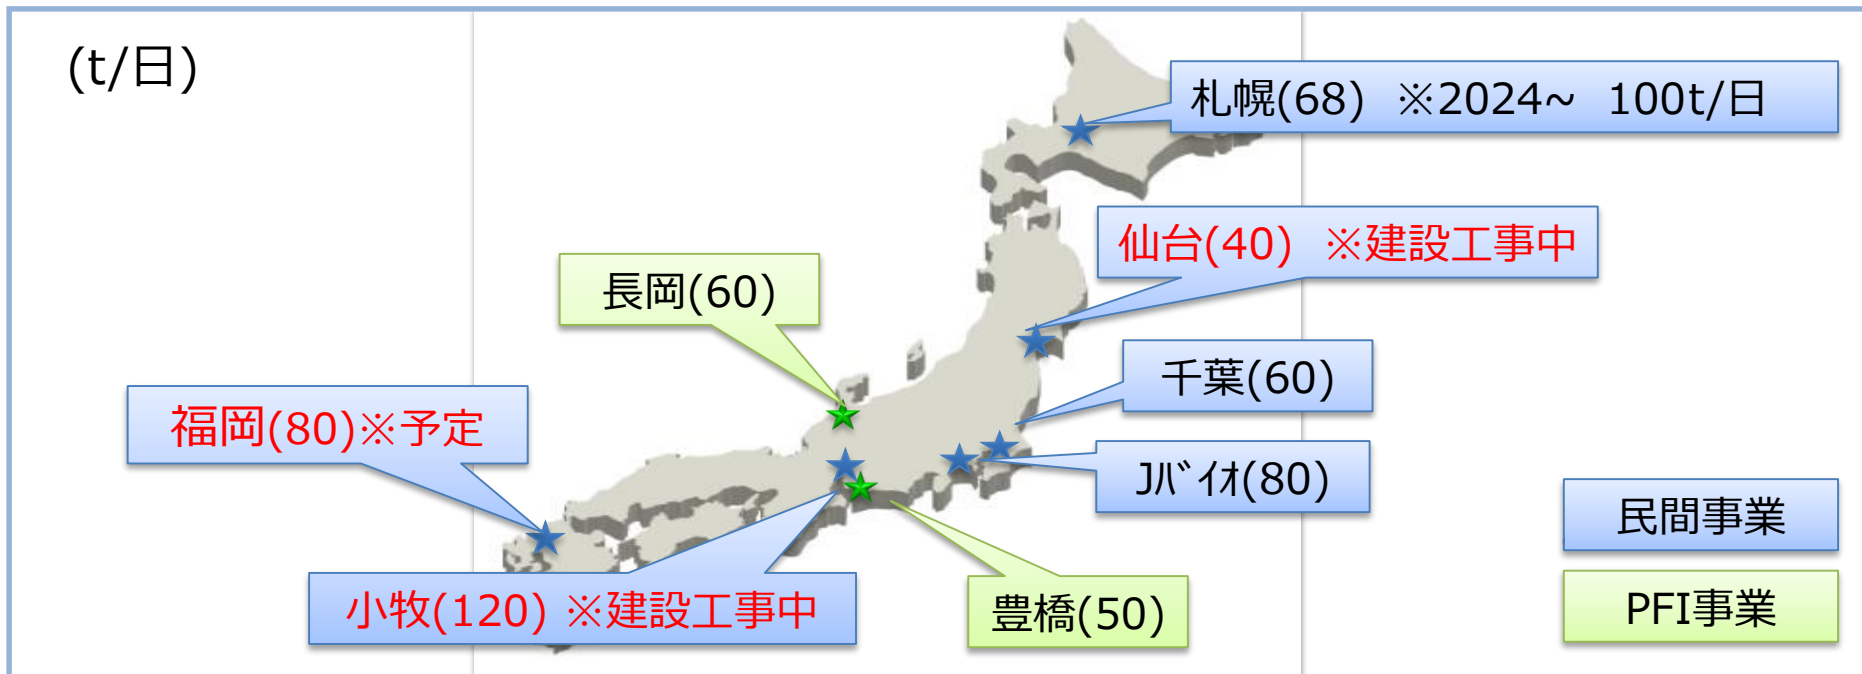 (t/日)
札幌(68) ※2024~ 100t/日
仙台(40) ※建設工事中
長岡(60)
千葉(60)
福岡(80)※予定
Jﾊﾞｲｵ(80)
民間事業
小牧(120) ※建設工事中
豊橋(50)
PFI事業